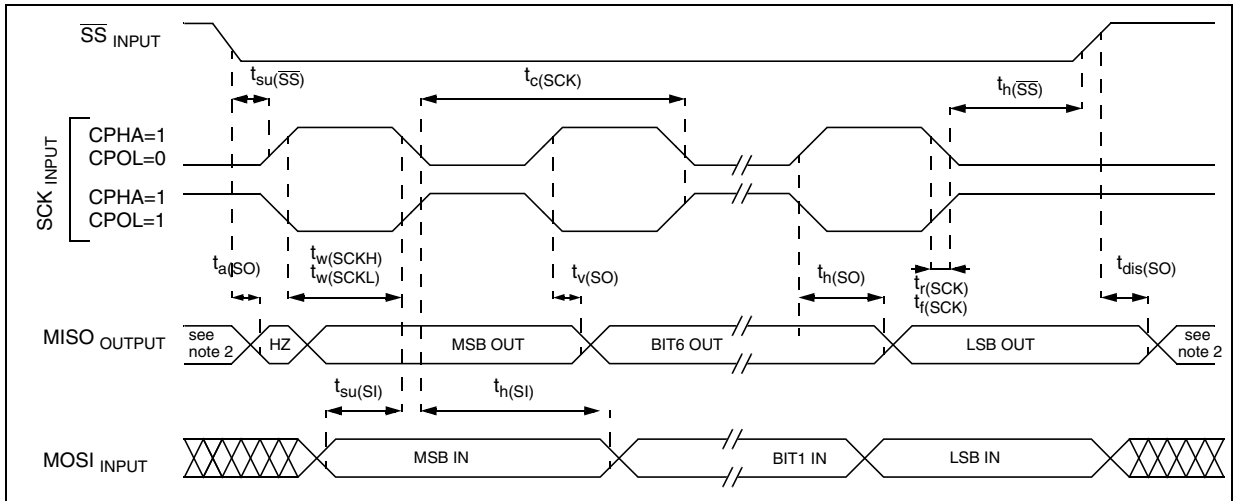 SS INPUT
tsu(SS)
tc(SCK)
th(SS)
SCK INPUT
CPHA=1
CPOL=0
CPHA=1
CPOL=1
ta(SO)
tw(SCKH)
tw(SCKL)
tv(SO)
th(SO)
tr(SCK)
tf(SCK)
tdis(SO)
MISO OUTPUT
see
note 2
HZ
MSB OUT
BIT6 OUT
LSB OUT
see
note 2
tsu(SI)
th(SI)
MOSI INPUT
MSB IN
BIT1 IN
LSB IN